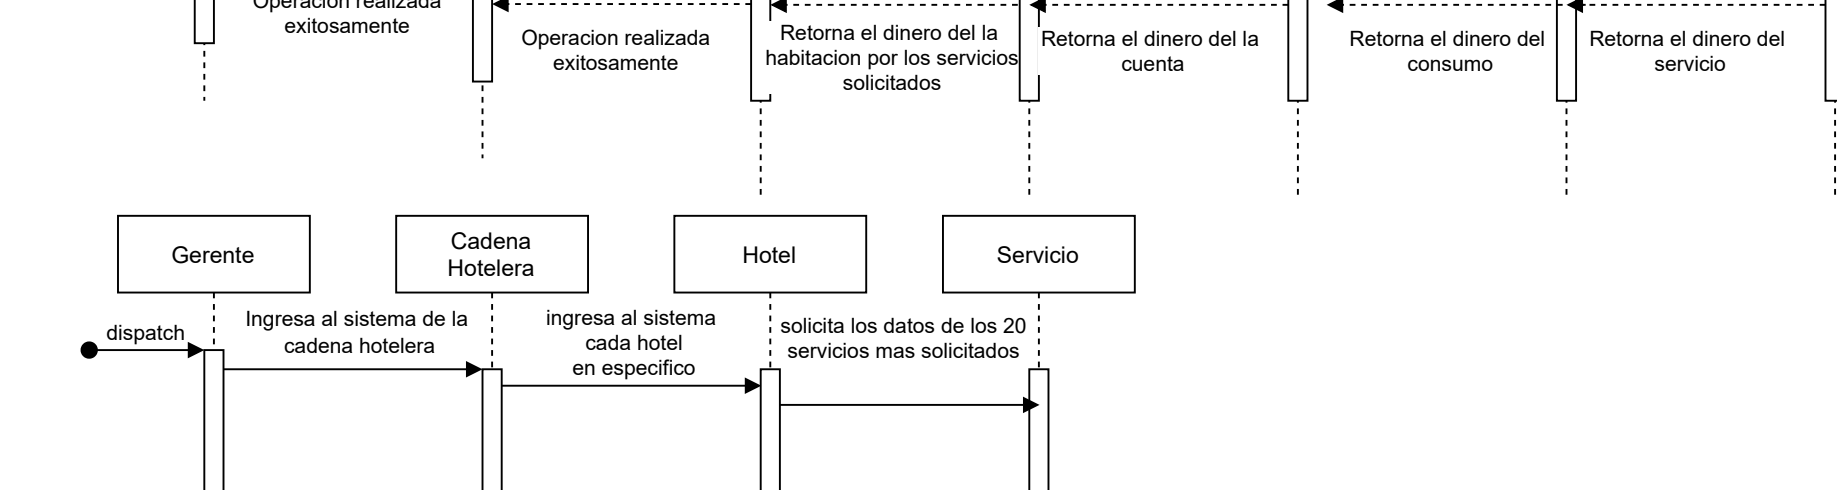 Operacion realizada
exitosamente
Operacion realizada
exitosamente
Retorna el dinero del la
habitacion por los servicios
solicitados
Retorna el dinero del la
cuenta
Retorna el dinero del
consumo
Retorna el dinero del
servicio
Gerente
Cadena
Hotelera
Hotel
Servicio
dispatch
Ingresa al sistema de la
cadena hotelera
ingresa al sistema
cada hotel
en especifico
solicita los datos de los 20
servicios mas solicitados